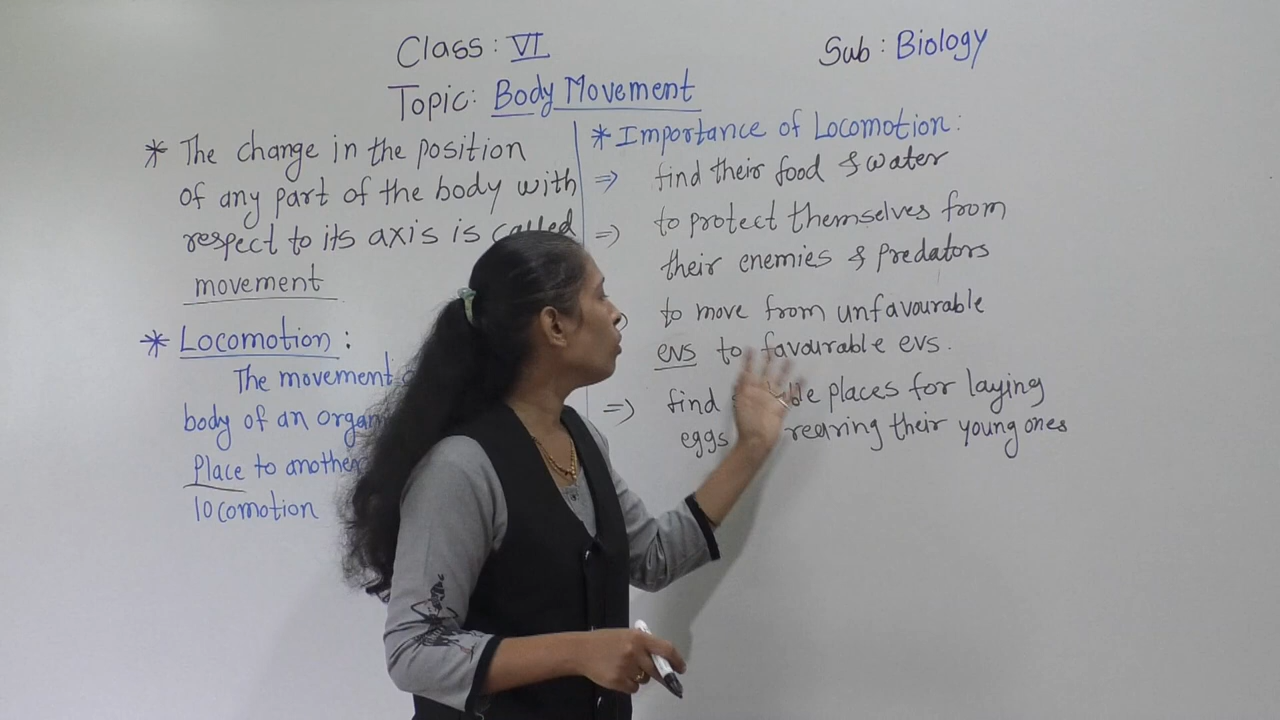 Class : VI
Sub : Biology
Topic: Body Movement
* The change in the position
of any part of the body with
respect to its axis is called
movement
* Locomotion :
The movement
body of an
Place to another
locomotion
* Importance of Locomotion :
⇒ find their food & water
⇒ to protect themselves from
their enemies & predators
to move from unfavourable
evs to favourable evs.
⇒ find places for laying
eggs rearing their young ones